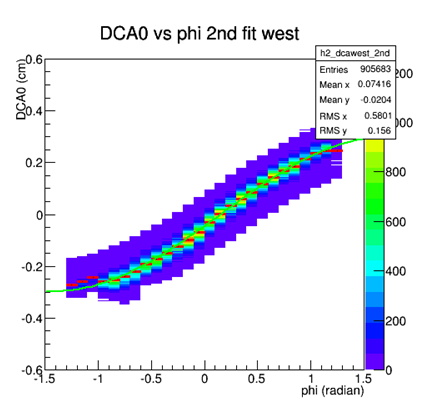 DCA0 vs phi 2nd fit west
h2_dcawest_2nd
Entries 905683
Mean x 0.07416
Mean y -0.0204
RMS x 0.5801
RMS y 0.156
DCA0 (cm)
0.6
0.4
0.2
0
-0.2
-0.4
-0.6
-1.5 -1 -0.5 0 0.5 1 1.5
phi (radian)
800
600
400
200
0